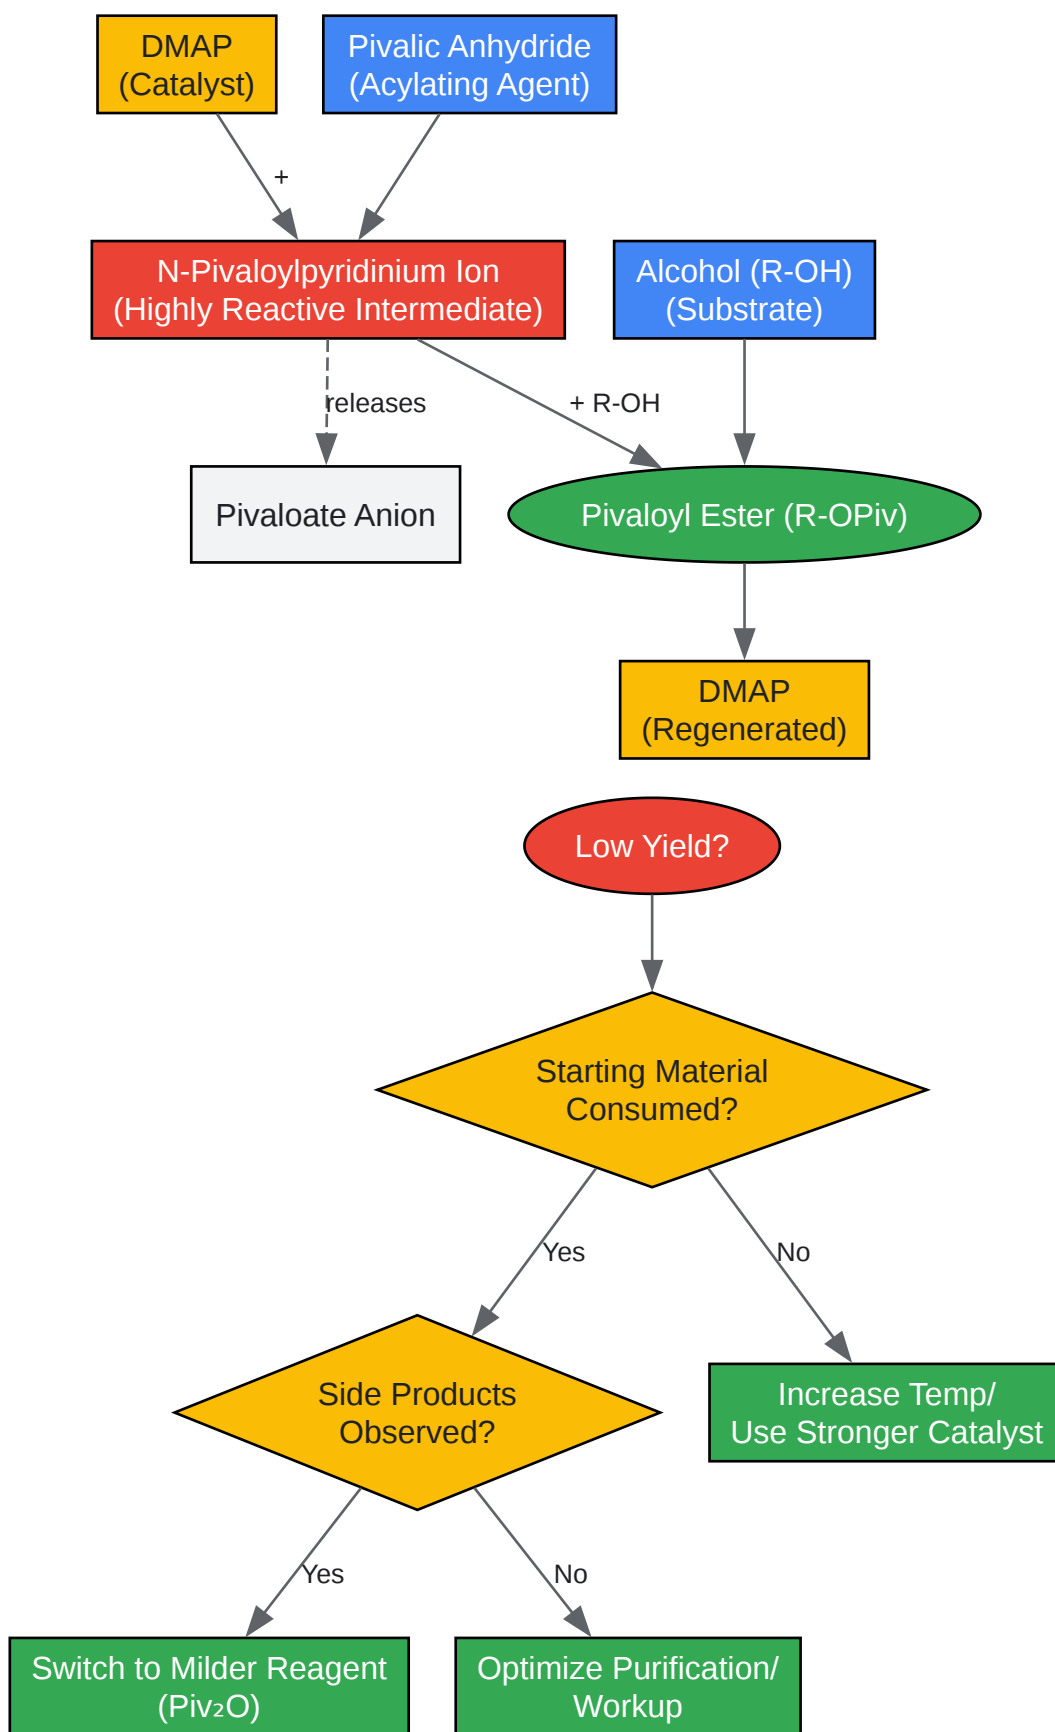 DMAP
(Catalyst)
Pivalic Anhydride
(Acylating Agent)
+
N-Pivaloylpyridinium Ion
(Highly Reactive Intermediate)
Alcohol (R-OH)
(Substrate)
releases
+ R-OH
Pivaloate Anion
Pivaloyl Ester (R-OPiv)
DMAP
(Regenerated)
Low Yield?
Starting Material
Consumed?
Yes
No
Side Products
Observed?
Increase Temp/
Use Stronger Catalyst
Yes
No
Switch to Milder Reagent
(Piv₂O)
Optimize Purification/
Workup